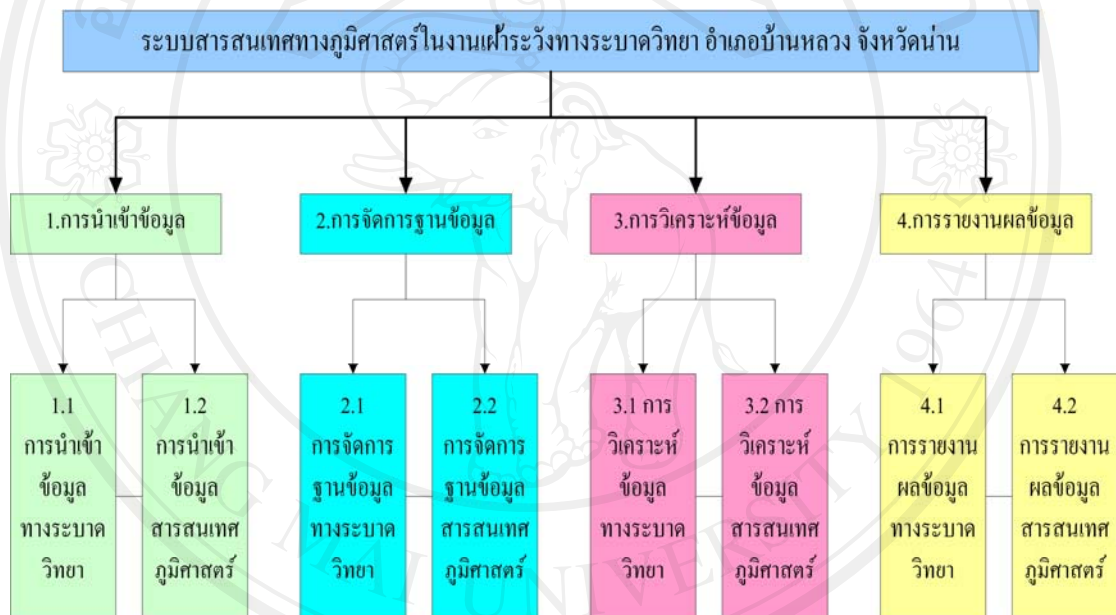 ระบบสารสนเทศทางภูมิศาสตร์ในงานเฝ้าระวังทางระบาดวิทยา อำเภอบ้านหลวง จังหวัดน่าน
1.การนำเข้าข้อมูล
2.การจัดการฐานข้อมูล
3.การวิเคราะห์ข้อมูล
4.การรายงานผลข้อมูล
1.1
การนำเข้า
ข้อมูล
ทางระบาด
วิทยา
1.2
การนำเข้า
ข้อมูล
สารสนเทศ
ภูมิศาสตร์
2.1
การจัดการ
ฐานข้อมูล
ทางระบาด
วิทยา
2.2
การจัดการ
ฐานข้อมูล
สารสนเทศ
ภูมิศาสตร์
3.1 การ
วิเคราะห์
ข้อมูล
ทางระบาด
วิทยา
3.2 การ
วิเคราะห์
ข้อมูล
สารสนเทศ
ภูมิศาสตร์
4.1
การรายงาน
ผลข้อมูล
ทางระบาด
วิทยา
4.2
การรายงาน
ผลข้อมูล
สารสนเทศ
ภูมิศาสตร์
CHIANG MAI UNIVERSITY 1964